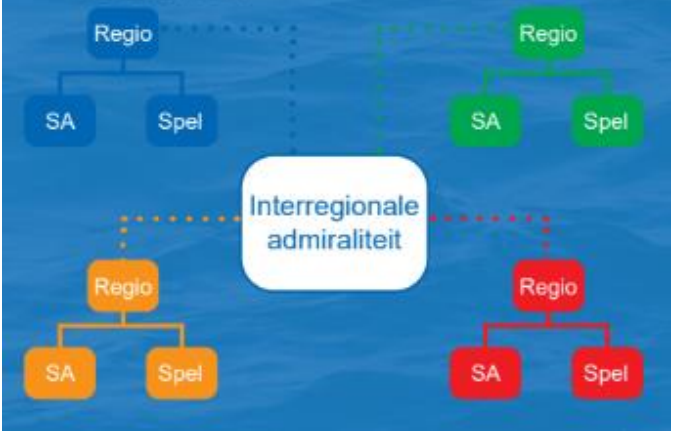 Regio
Regio
SA
Spel
SA
Spel
Interregionale
admiraliteit
Regio
Regio
SA
Spel
SA
Spel